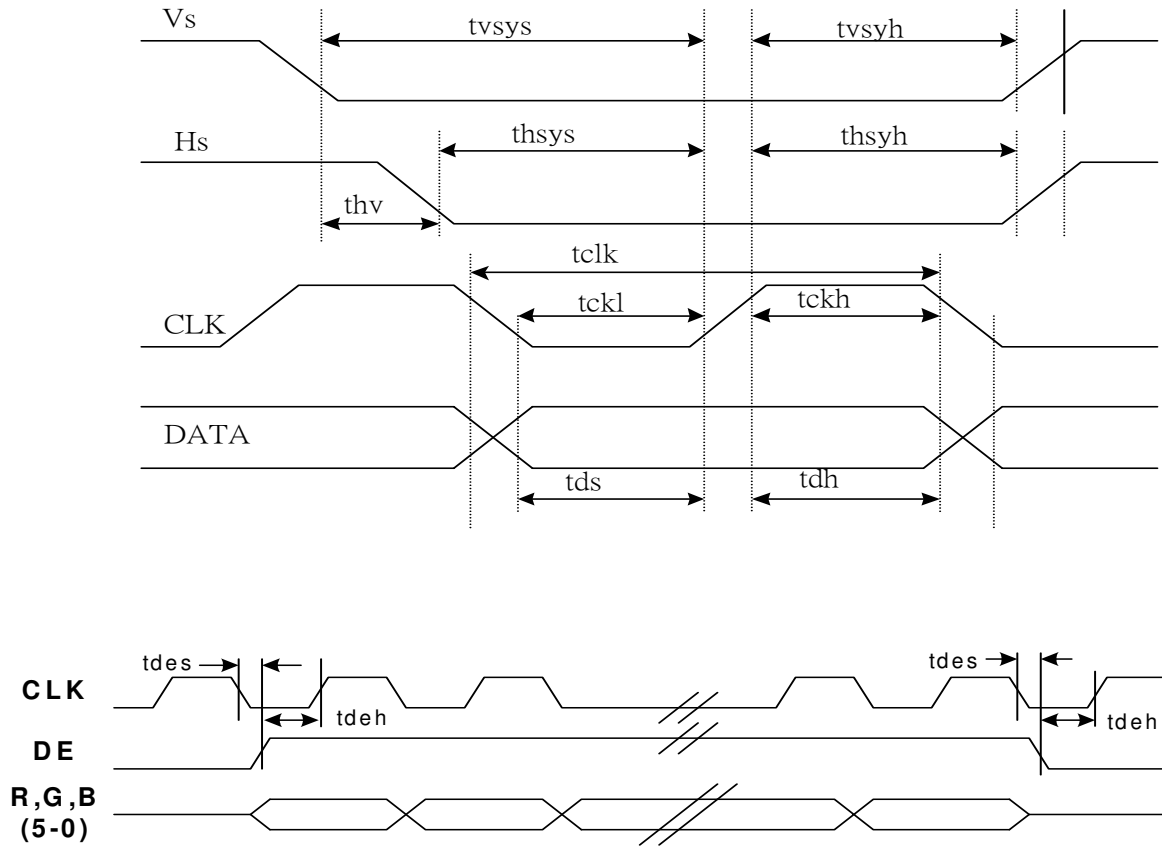 Vs
tvsys
tvsyh
Hs
thsys
thsyh
thv
tclk
CLK
tckl
tckh
DATA
tds
tdh
tdes
tdes
CLK
tdeh
tdeh
DE
R,G,B
(5-0)